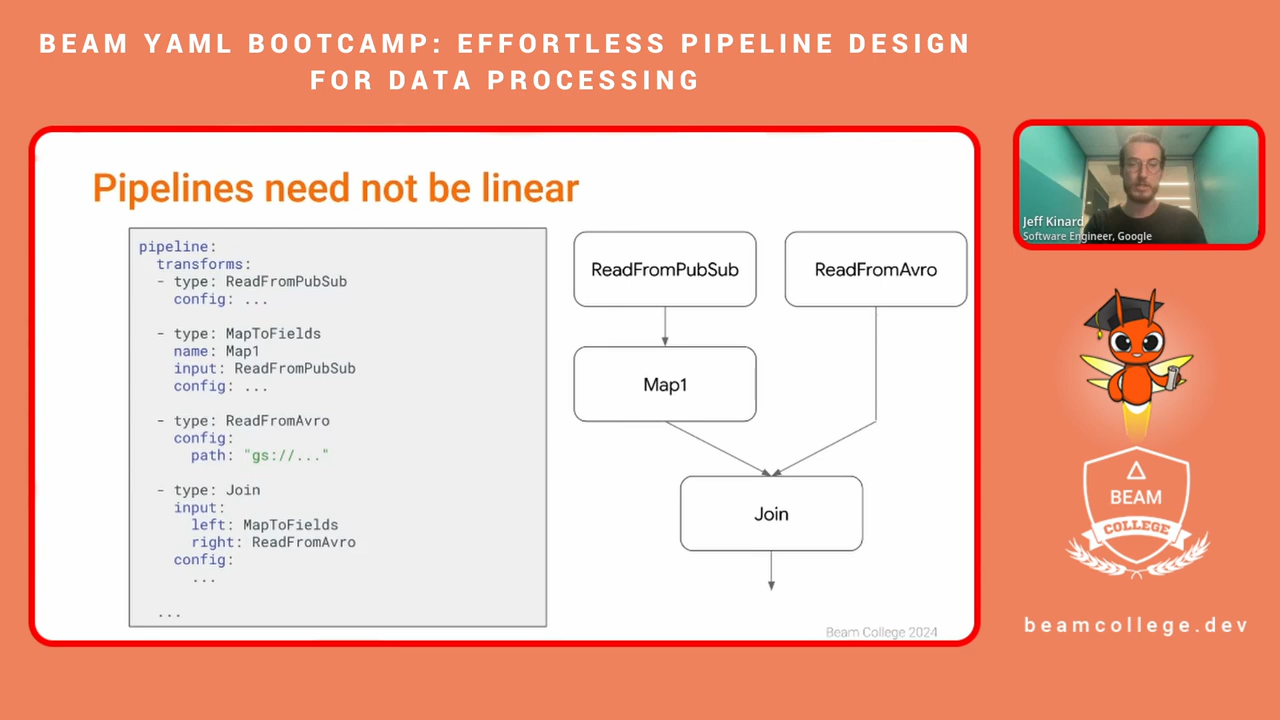 BEAM YAML BOOTCAMP: EFFORTLESS PIPELINE DESIGN
FOR DATA PROCESSING
Pipelines need not be linear
pipeline:
transforms:
- type: ReadFromPubSub
config: ...
- type: MapToFields
name: Map1
input: ReadFromPubSub
config: ...
- type: ReadFromAvro
config:
path: "gs://..."
- type: Join
input:
left: MapToFields
right: ReadFromAvro
config:
...
...
ReadFromPubSub
ReadFromAvro
Map1
Join
Beam College 2024
Jeff Kinard
Software Engineer, Google
BEAM
COLLEGE
beamcollege.dev